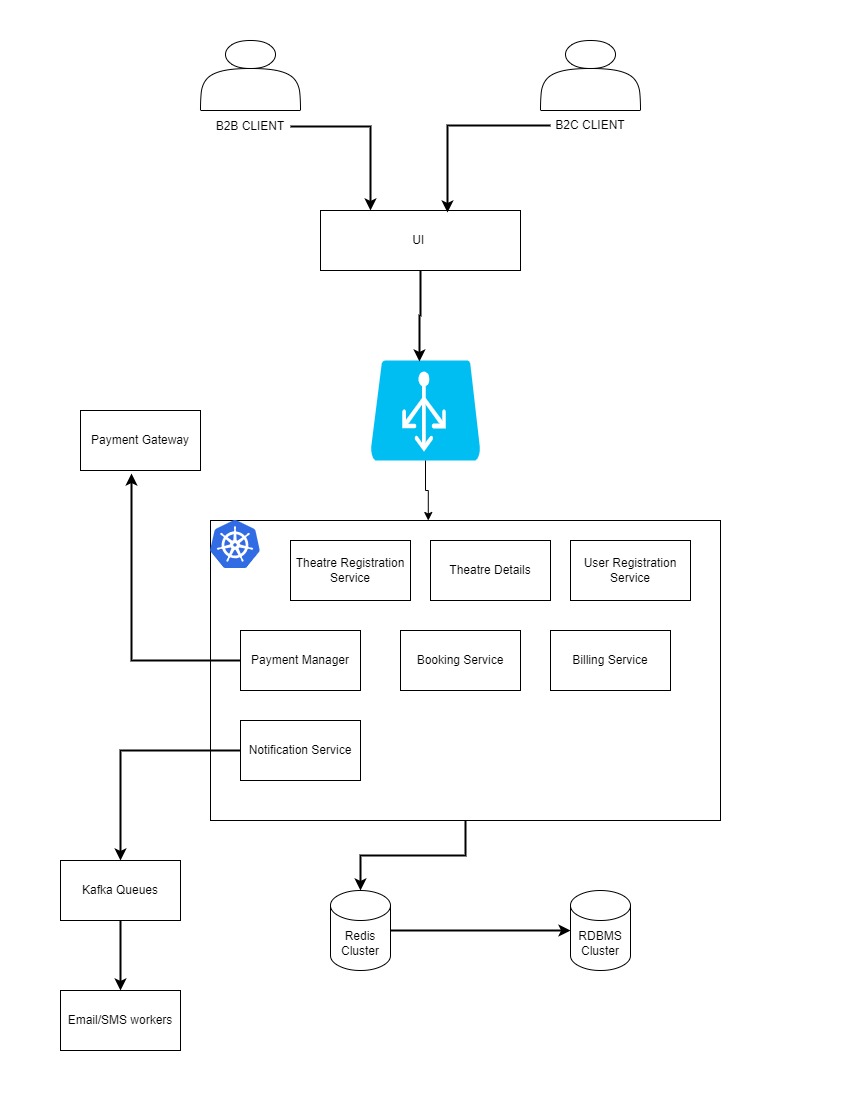 B2B CLIENT
B2C CLIENT
UI
Payment Gateway
Theatre Registration
Service
Theatre Details
User Registration
Service
Payment Manager
Booking Service
Billing Service
Notification Service
Kafka Queues
Redis
Cluster
RDBMS
Cluster
Email/SMS workers